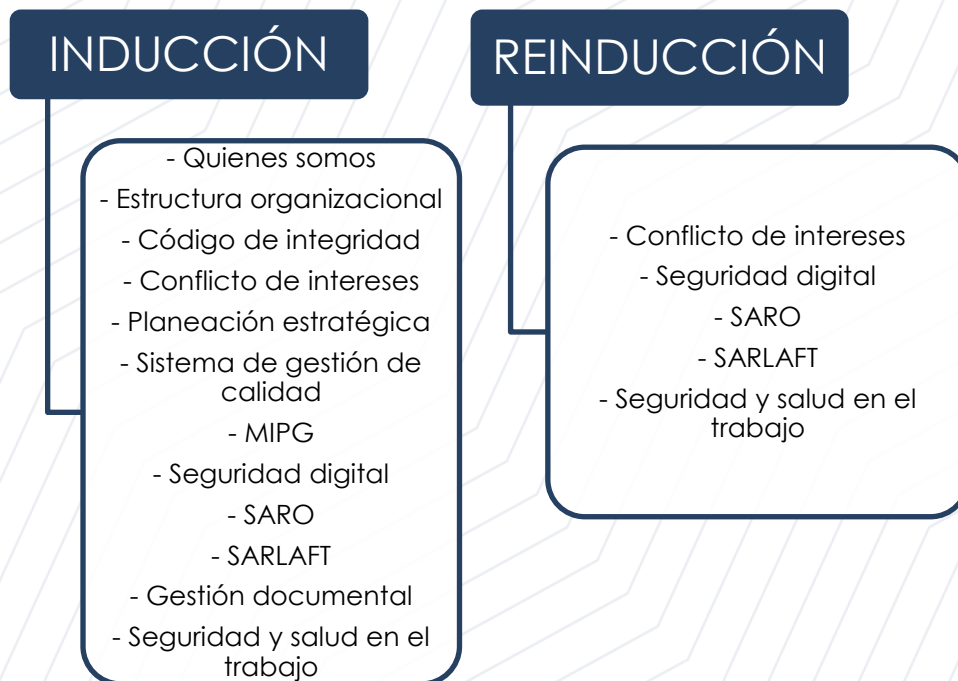 INDUCCIÓN
- Quienes somos
- Estructura organizacional
- Código de integridad
- Conflicto de intereses
- Planeación estratégica
- Sistema de gestión de
calidad
- MIPG
- Seguridad digital
- SARO
- SARLAFT
- Gestión documental
- Seguridad y salud en el
trabajo
REINDUCCIÓN
- Conflicto de intereses
- Seguridad digital
- SARO
- SARLAFT
- Seguridad y salud en el
trabajo